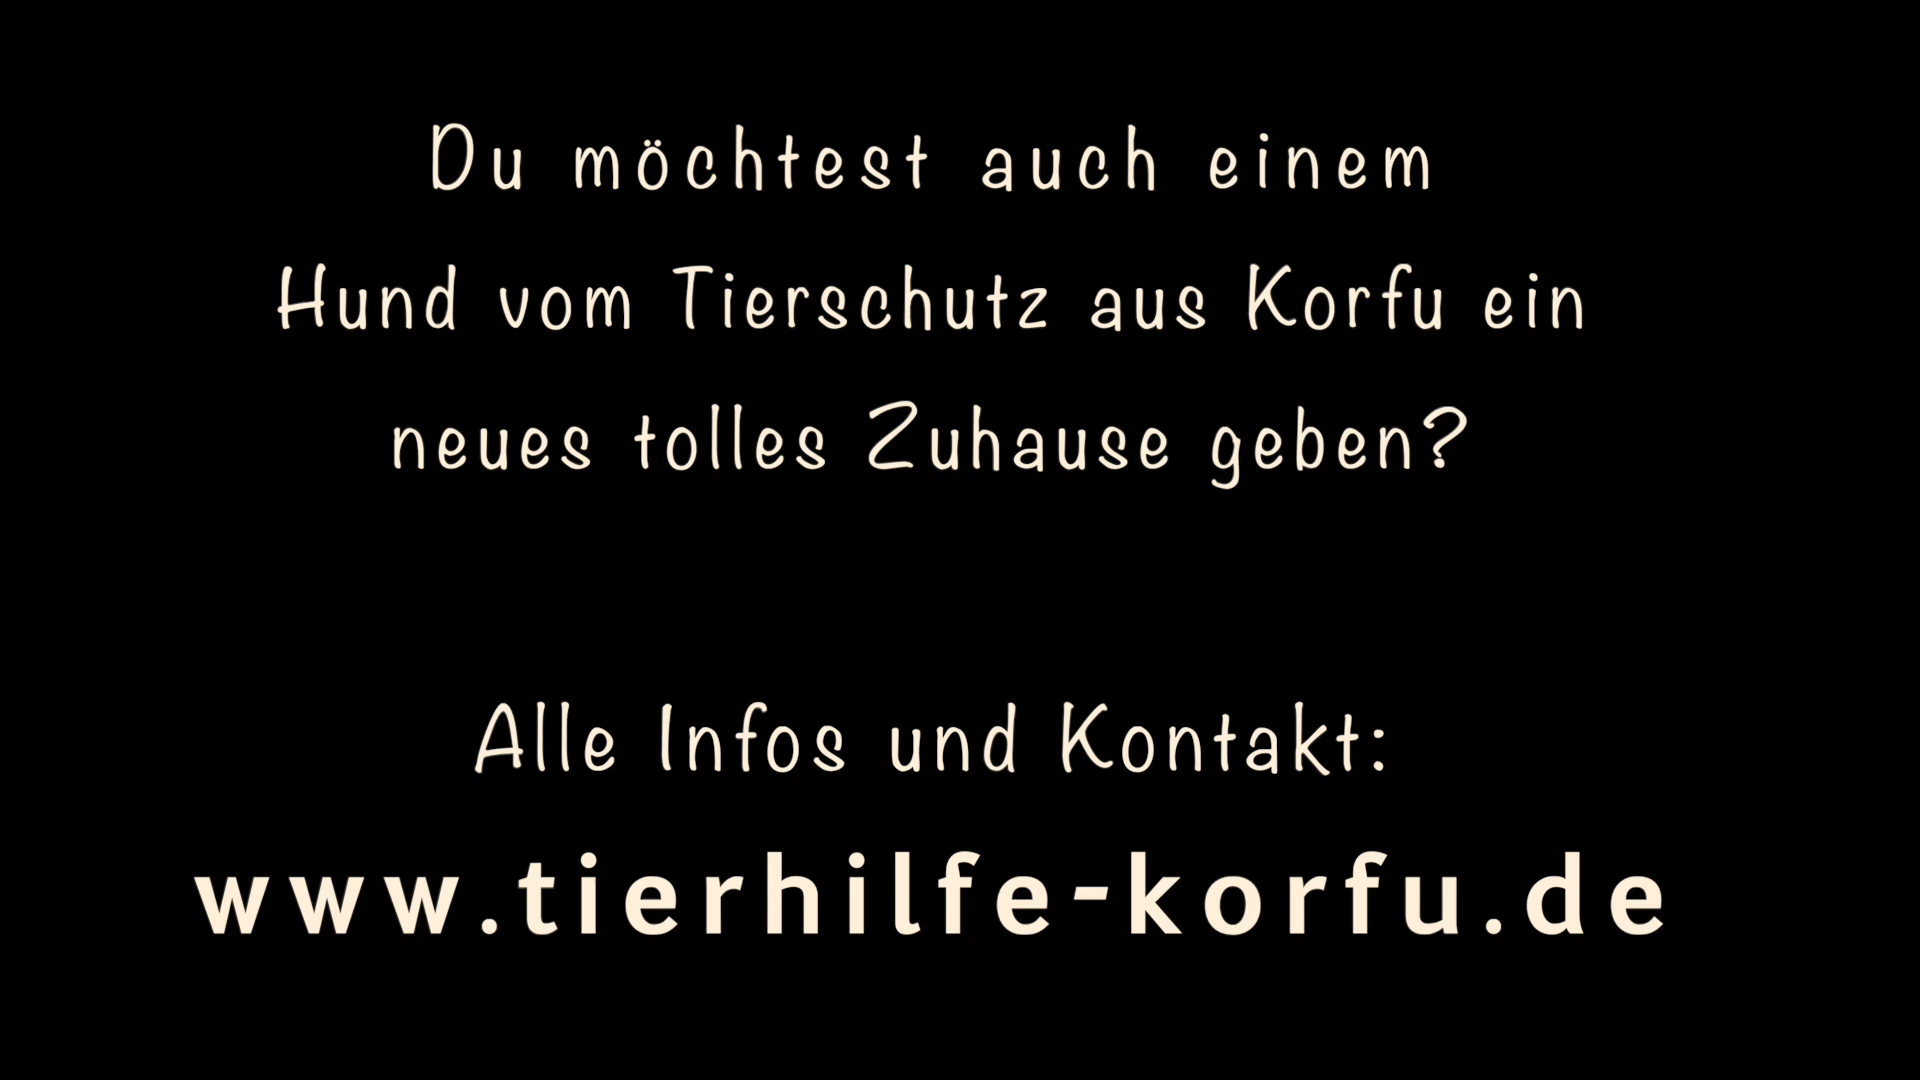 Du möchtest auch einem
Hund vom Tierschutz aus Korfu ein
neues tolles Zuhause geben?
Alle Infos und Kontakt:
www.tierhilfe-korfu.de